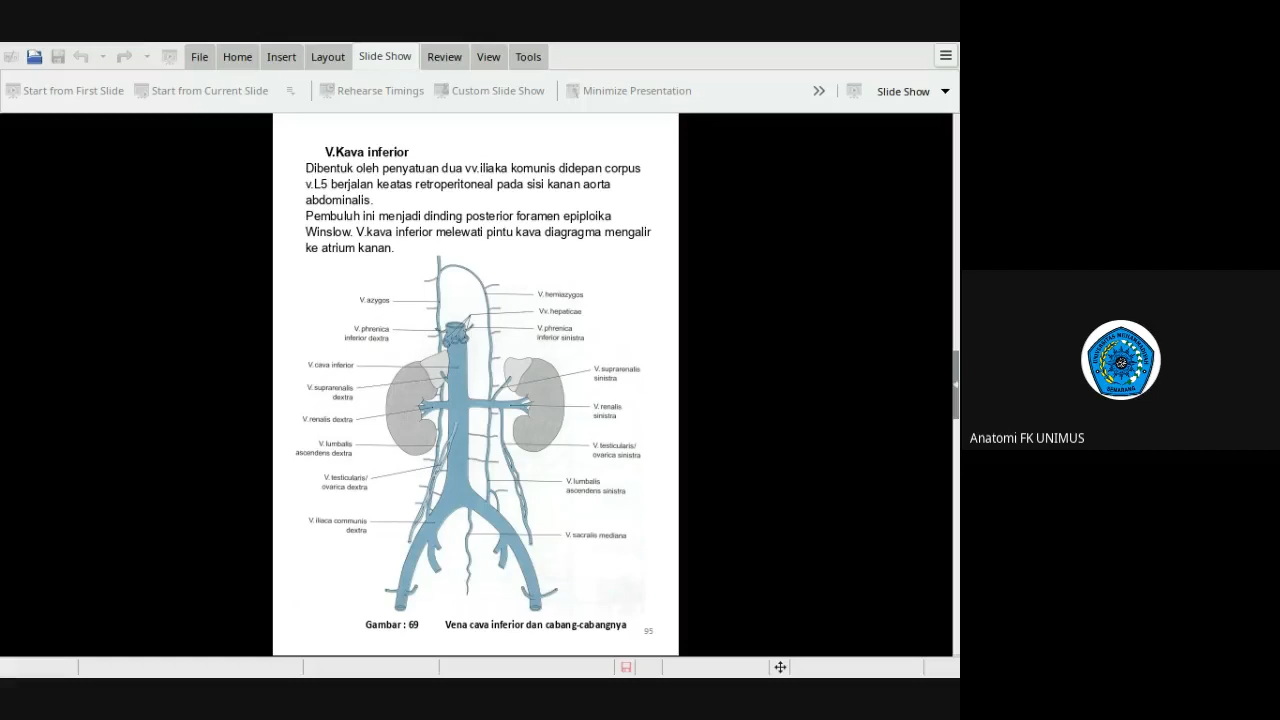 File Home Insert Layout Slide Show Review View Tools
Start from First Slide Start from Current Slide Rehearse Timings Custom Slide Show Minimize Presentation Slide Show
V.Kava inferior
Dibentuk oleh penyatuan dua vv.iliaka komunis didepan corpus
v.L5 berjalan keatas retroperitoneal pada sisi kanan aorta
abdominalis.
Pembuluh ini menjadi dinding posterior foramen epiploika
Winslow. V.kava inferior melewati pintu kava diagragma mengalir
ke atrium kanan.
V. azygos
V. phrenica
inferior dextra
V. cava inferior
V. suprarenalis
dextra
V. renalis dextra
V. lumbalis
ascendens dextra
V. testicularis/
ovarica dextra
V. iliaca communis
dextra
V. hemiazygos
Vv. hepaticae
V. phrenica
inferior sinistra
V. suprarenalis
sinistra
V. renalis
sinistra
V. testicularis/
ovarica sinistra
V. lumbalis
ascendens sinistra
V. sacralis mediana
Gambar : 69 Vena cava inferior dan cabang-cabangnya
95
Anatomi FK UNIMUS